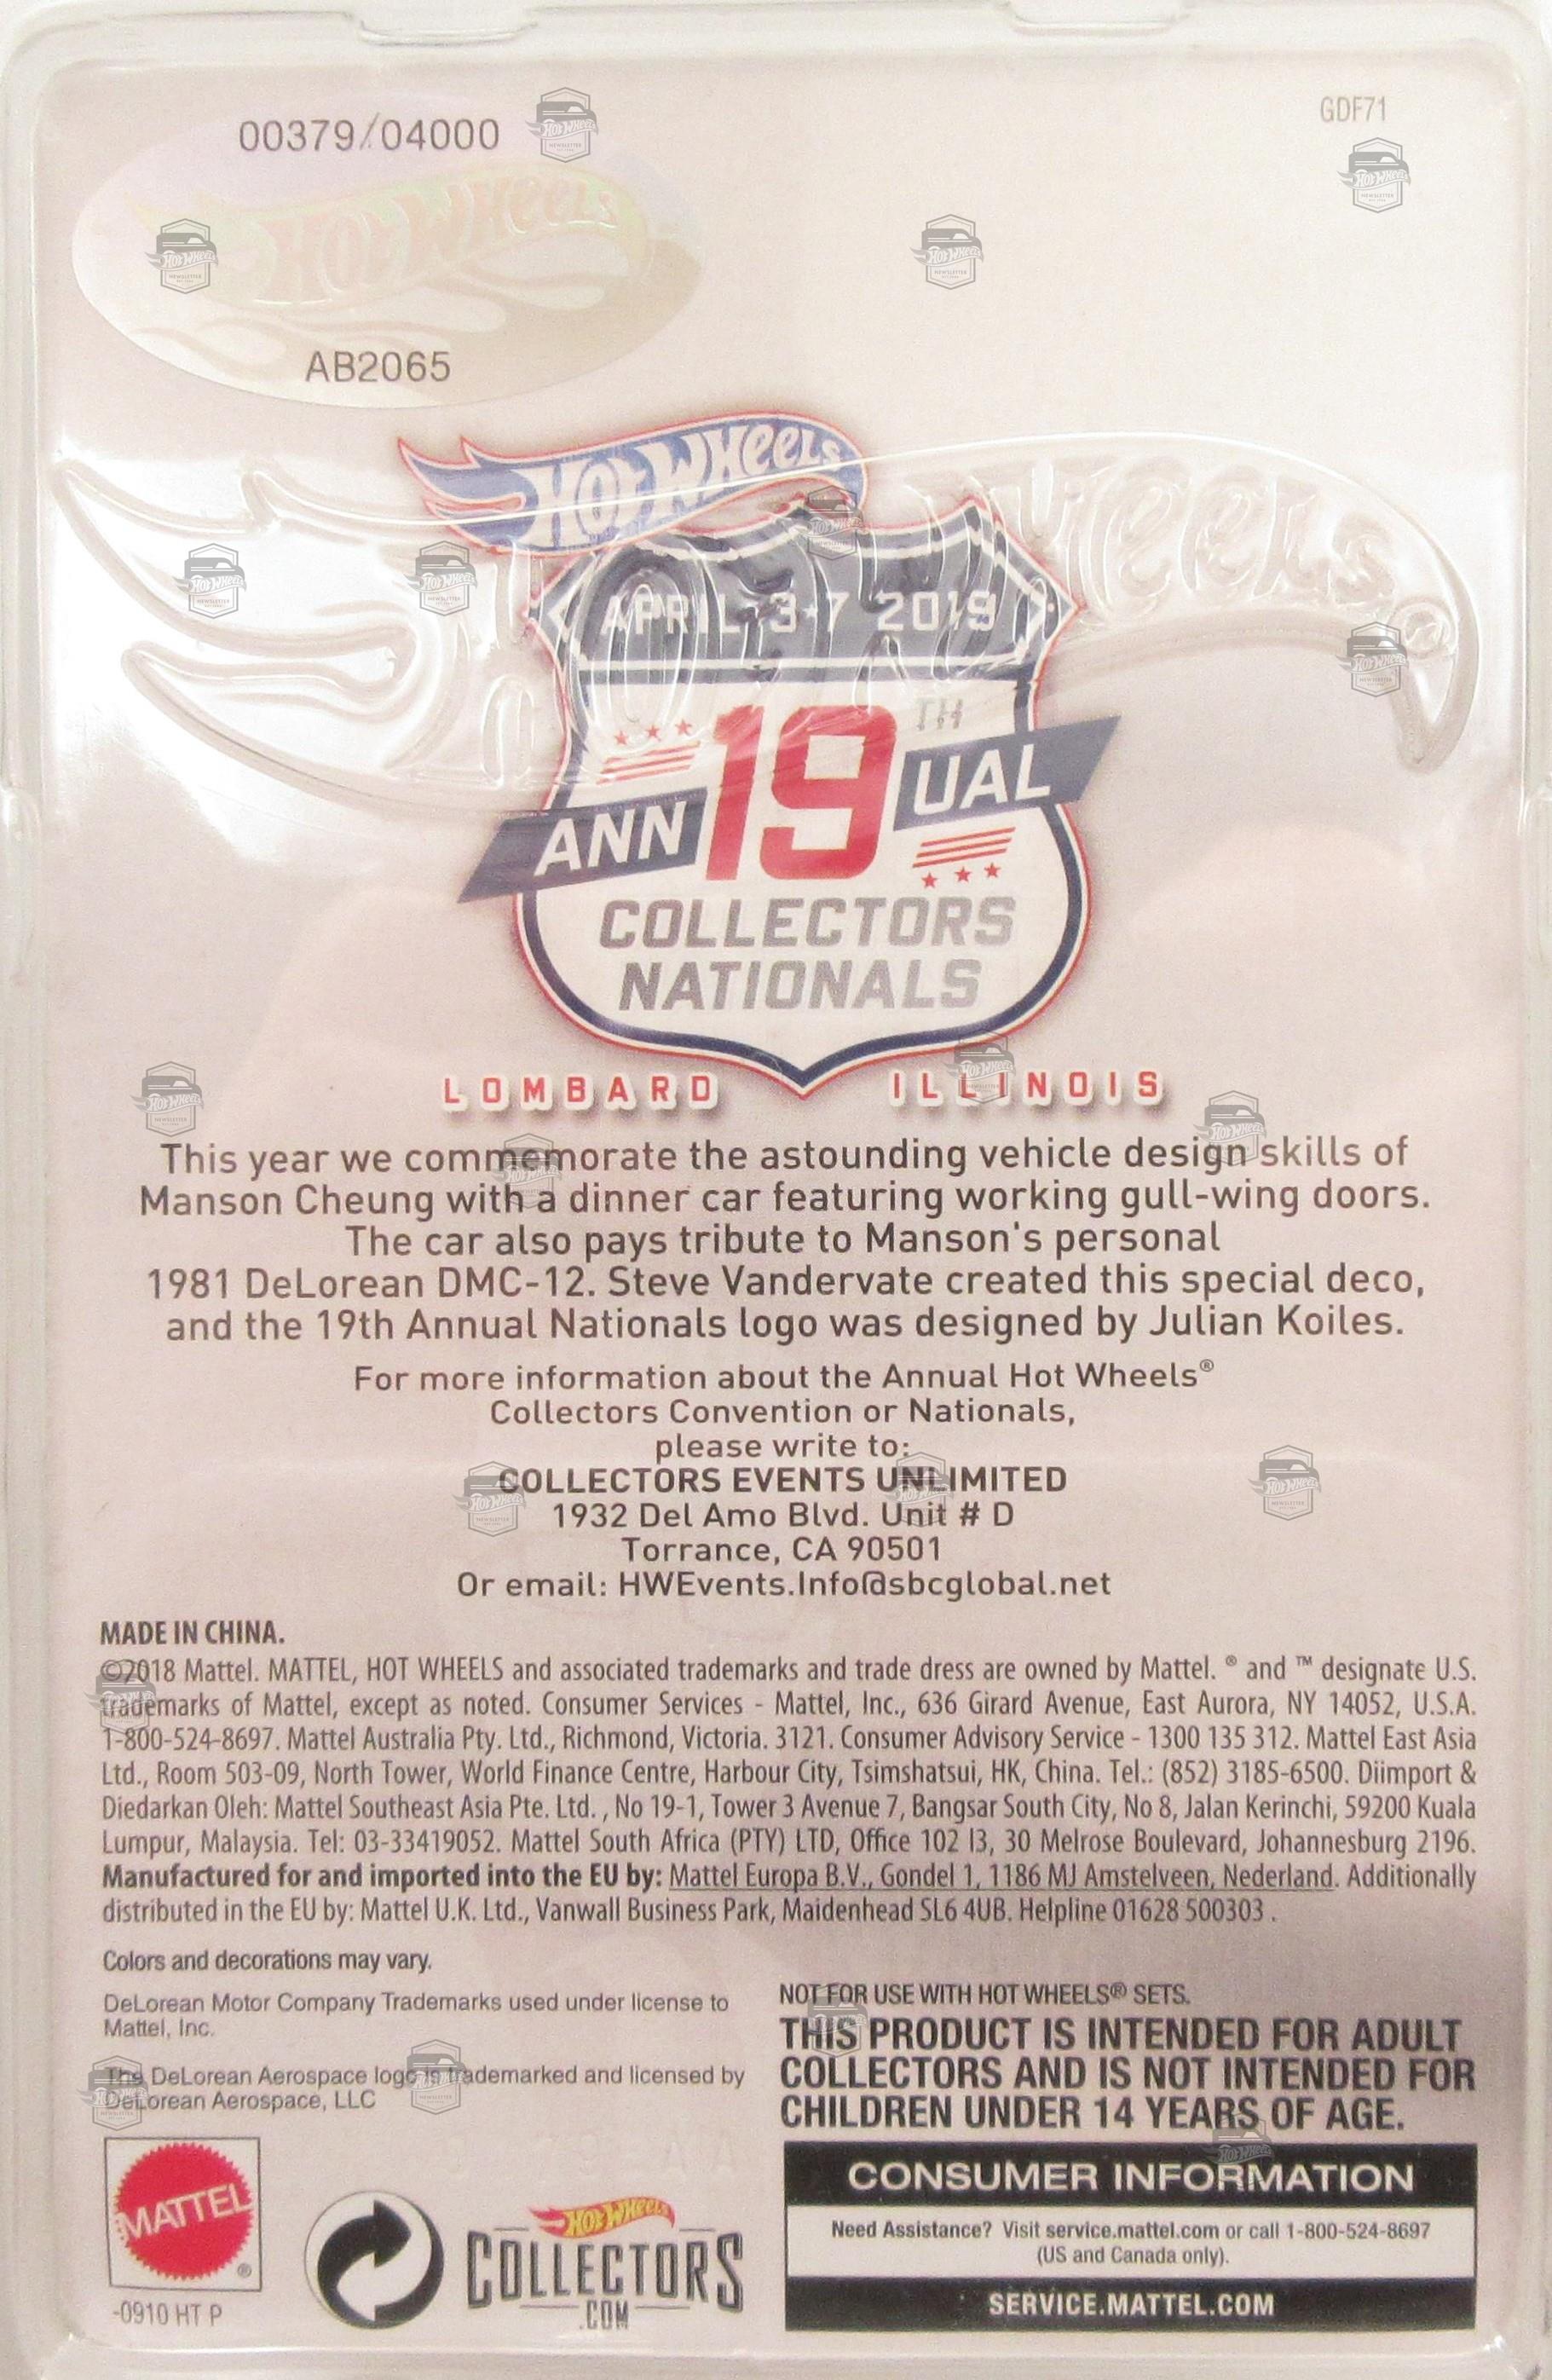 00379/04000
GDF71
Hot Wheels
AB2065
Hot Wheels
Hot Wheels
APRIL 3-7 2019
19TH
ANNUAL
COLLECTORS
NATIONALS
LOMBARD ILLINOIS
This year we commemorate the astounding vehicle design skills of
Manson Cheung with a dinner car featuring working gull-wing doors.
The car also pays tribute to Manson's personal
1981 DeLorean DMC-12. Steve Vandervate created this special deco,
and the 19th Annual Nationals logo was designed by Julian Koiles.
For more information about the Annual Hot Wheels®
Collectors Convention or Nationals,
please write to:
COLLECTORS EVENTS UNLIMITED
1932 Del Amo Blvd. Unit # D
Torrance, CA 90501
Or email: HWEvents.Info@sbcglobal.net
MADE IN CHINA.
©2018 Mattel. MATTEL, HOT WHEELS and associated trademarks and trade dress are owned by Mattel. ® and ™ designate U.S.
trademarks of Mattel, except as noted. Consumer Services - Mattel, Inc., 636 Girard Avenue, East Aurora, NY 14052, U.S.A.
1-800-524-8697. Mattel Australia Pty. Ltd., Richmond, Victoria. 3121. Consumer Advisory Service - 1300 135 312. Mattel East Asia
Ltd., Room 503-09, North Tower, World Finance Centre, Harbour City, Tsimshatsui, HK, China. Tel.: (852) 3185-6500. Diimport &
Diedarkan Oleh: Mattel Southeast Asia Pte. Ltd. , No 19-1, Tower 3 Avenue 7, Bangsar South City, No 8, Jalan Kerinchi, 59200 Kuala
Lumpur, Malaysia. Tel: 03-33419052. Mattel South Africa (PTY) LTD, Office 102 I3, 30 Melrose Boulevard, Johannesburg 2196.
Manufactured for and imported into the EU by: Mattel Europa B.V., Gondel 1, 1186 MJ Amstelveen, Nederland. Additionally
distributed in the EU by: Mattel U.K. Ltd., Vanwall Business Park, Maidenhead SL6 4UB. Helpline 01628 500303 .
Colors and decorations may vary.
DeLorean Motor Company Trademarks used under license to
Mattel, Inc.
The DeLorean Aerospace logo is trademarked and licensed by
DeLorean Aerospace, LLC
NOT FOR USE WITH HOT WHEELS® SETS.
THIS PRODUCT IS INTENDED FOR ADULT
COLLECTORS AND IS NOT INTENDED FOR
CHILDREN UNDER 14 YEARS OF AGE.
CONSUMER INFORMATION
Need Assistance? Visit service.mattel.com or call 1-800-524-8697
(US and Canada only).
SERVICE.MATTEL.COM
MATTEL
®
-0910 HT P
Hot Wheels
COLLECTORS
.COM